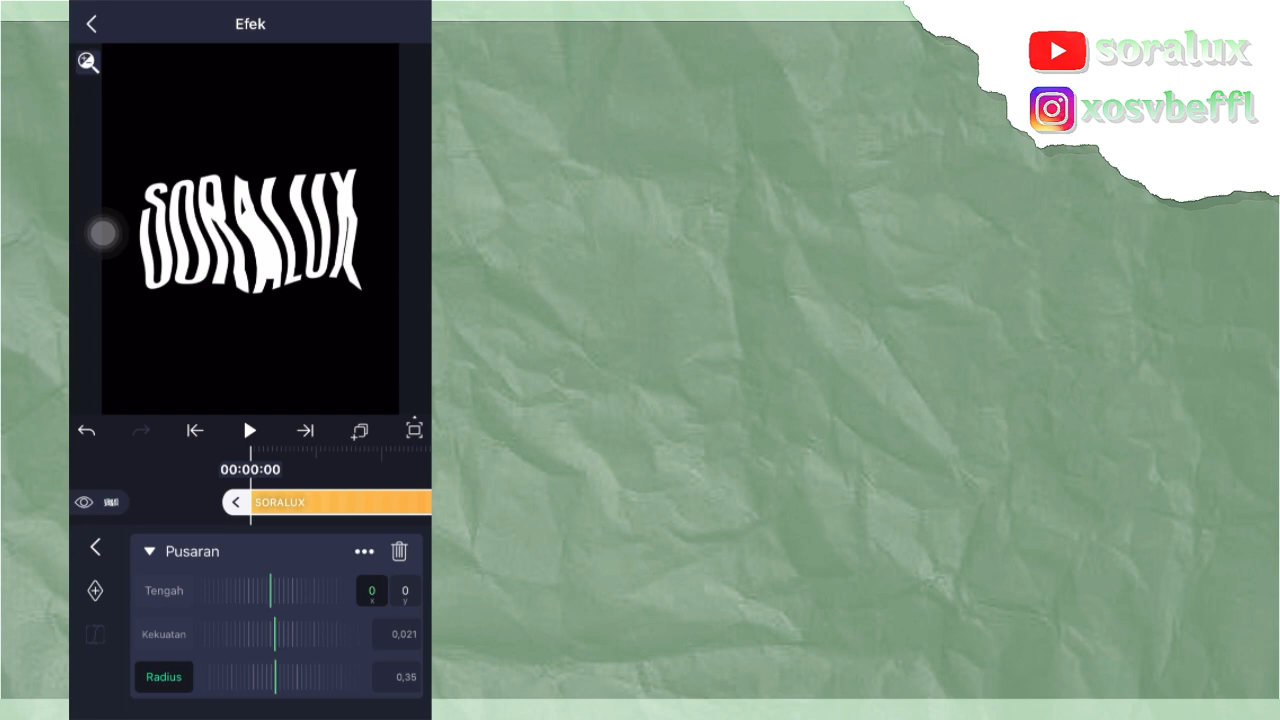 Efek
soralux
xosvbeffl
SORALUX
00:00:00
SORALUX
Pusaran
Tengah 0 x 0 y
Kekuatan 0,021
Radius 0,35